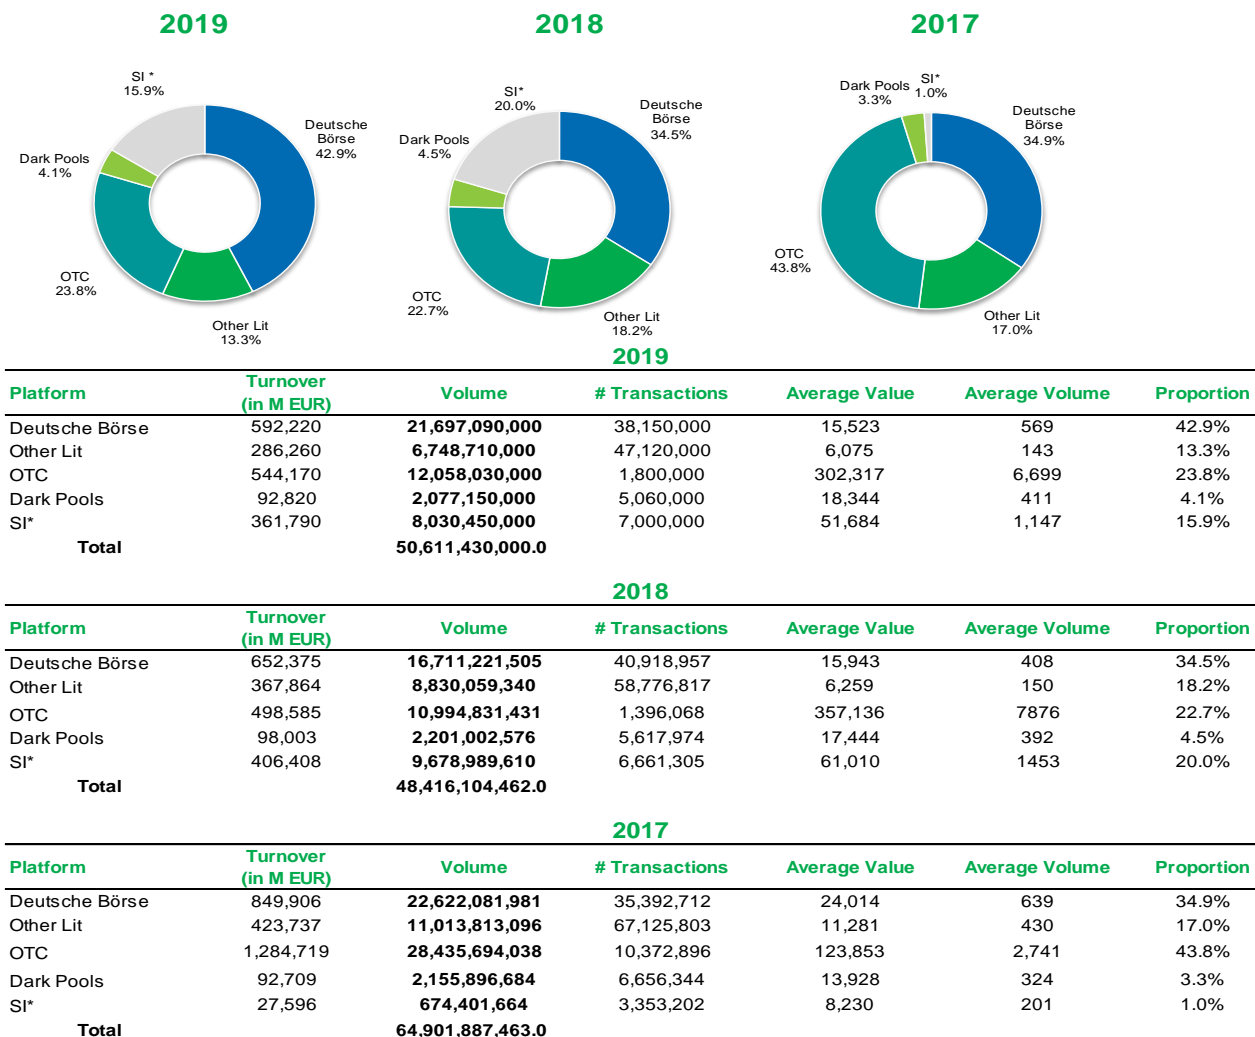 2019
2018
2017
SI *
15.9%
Deutsche
Börse
42.9%
Dark Pools
4.1%
OTC
23.8%
Other Lit
13.3%
SI*
20.0%
Deutsche
Börse
34.5%
Dark Pools
4.5%
OTC
22.7%
Other Lit
18.2%
Dark Pools
3.3%
SI*
1.0%
Deutsche
Börse
34.9%
OTC
43.8%
Other Lit
17.0%
2019
Platform Turnover (in M EUR) Volume # Transactions Average Value Average Volume Proportion
Deutsche Börse 592,220 21,697,090,000 38,150,000 15,523 569 42.9%
Other Lit 286,260 6,748,710,000 47,120,000 6,075 143 13.3%
OTC 544,170 12,058,030,000 1,800,000 302,317 6,699 23.8%
Dark Pools 92,820 2,077,150,000 5,060,000 18,344 411 4.1%
SI* 361,790 8,030,450,000 7,000,000 51,684 1,147 15.9%
Total 50,611,430,000.0
2018
Platform Turnover (in M EUR) Volume # Transactions Average Value Average Volume Proportion
Deutsche Börse 652,375 16,711,221,505 40,918,957 15,943 408 34.5%
Other Lit 367,864 8,830,059,340 58,776,817 6,259 150 18.2%
OTC 498,585 10,994,831,431 1,396,068 357,136 7876 22.7%
Dark Pools 98,003 2,201,002,576 5,617,974 17,444 392 4.5%
SI* 406,408 9,678,989,610 6,661,305 61,010 1453 20.0%
Total 48,416,104,462.0
2017
Platform Turnover (in M EUR) Volume # Transactions Average Value Average Volume Proportion
Deutsche Börse 849,906 22,622,081,981 35,392,712 24,014 639 34.9%
Other Lit 423,737 11,013,813,096 67,125,803 11,281 430 17.0%
OTC 1,284,719 28,435,694,038 10,372,896 123,853 2,741 43.8%
Dark Pools 92,709 2,155,896,684 6,656,344 13,928 324 3.3%
SI* 27,596 674,401,664 3,353,202 8,230 201 1.0%
Total 64,901,887,463.0